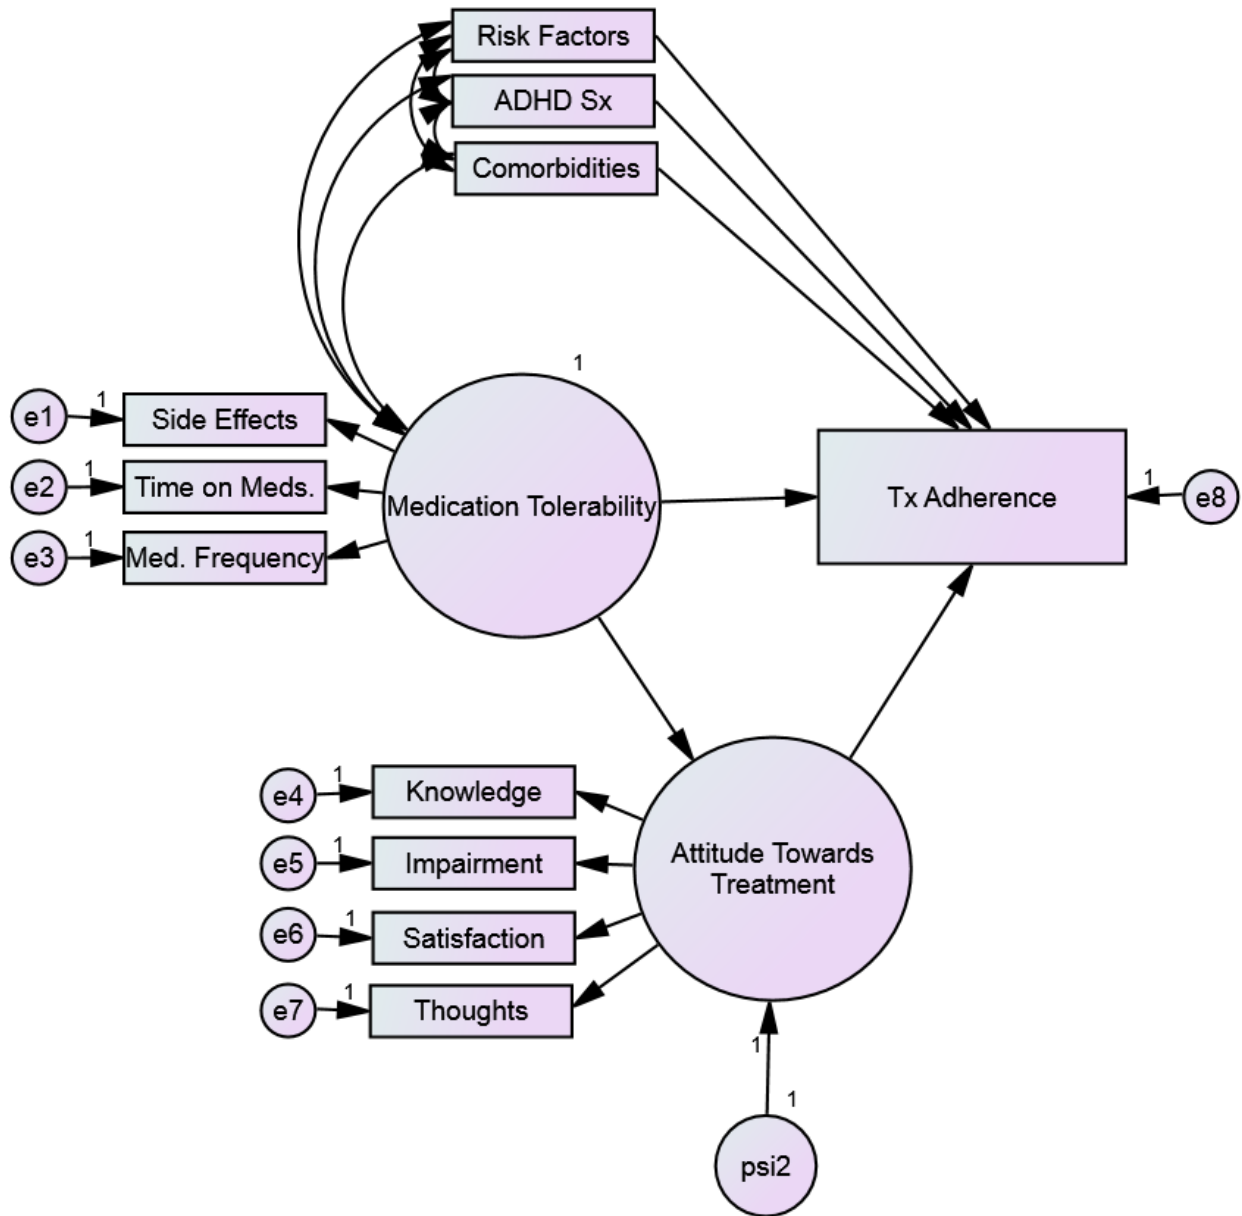 Risk Factors
ADHD Sx
Comorbidities
1
e1
1
Side Effects
e2
1
Time on Meds.
e3
1
Med. Frequency
Medication Tolerability
Tx Adherence
1
e8
e4
1
Knowledge
e5
1
Impairment
e6
1
Satisfaction
e7
1
Thoughts
Attitude Towards
Treatment
1
1
psi2